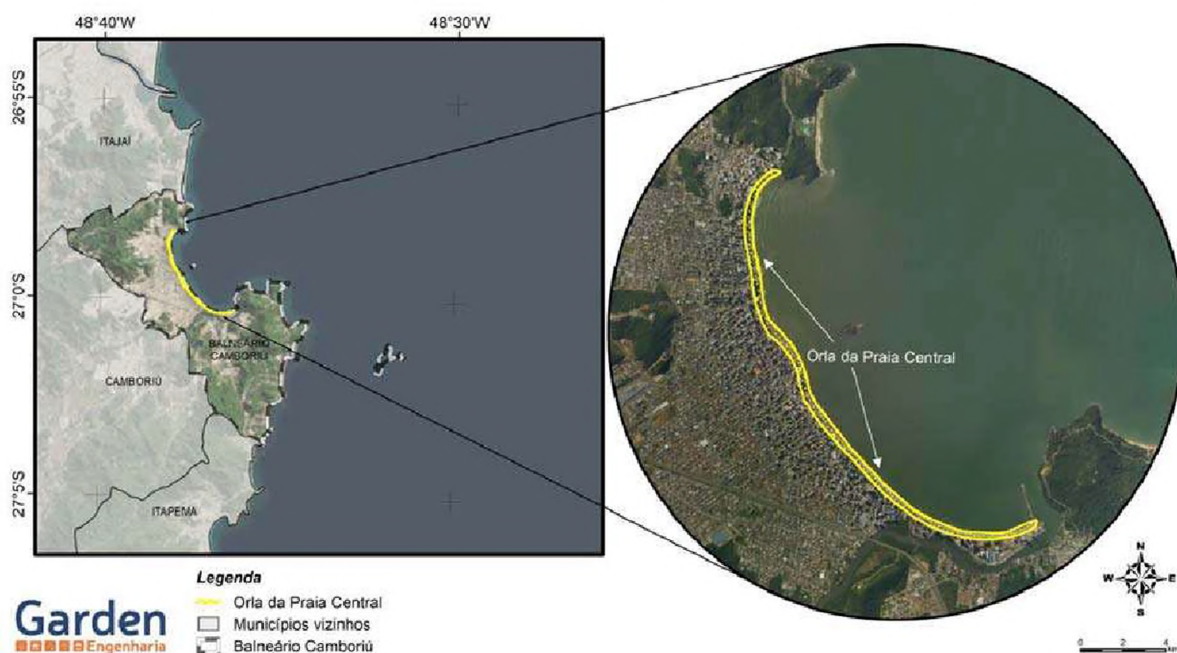 48°40'W
48°30'W
26°55'S
27°0'S
27°5'S
ITAJAÍ
BALNEÁRIO
CAMBORIÚ
CAMBORIÚ
ITAPEMA
Orla da Praia Central
Legenda
Orla da Praia Central
Municípios vizinhos
Balneário Camboriú
Garden
Engenharia
N
W
E
S
0 2 4
km